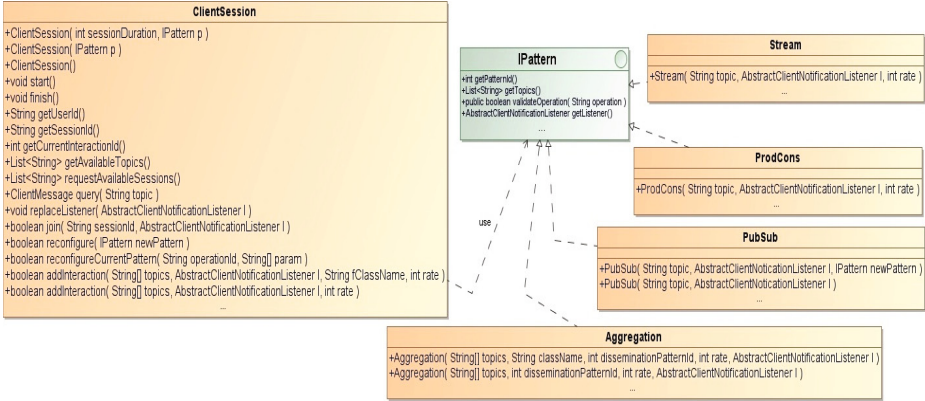 ClientSession
+ClientSession( int sessionDuration, IPattern p )
+ClientSession( IPattern p )
+ClientSession()
+void start()
+void finish()
+String getUserId()
+String getSessionId()
+int getCurrentInteractionId()
+List<String> getAvailableTopics()
+List<String> requestAvailableSessions()
+ClientMessage query( String topic )
+void replaceListener( AbstractClientNotificationListener l )
+boolean join( String sessionId, AbstractClientNotificationListener l )
+boolean reconfigure( IPattern newPattern )
+boolean reconfigureCurrentPattern( String operationId, String[] param )
+boolean addInteraction( String[] topics, AbstractClientNotificationListener l, String fClassName, int rate )
+boolean addInteraction( String[] topics, AbstractClientNotificationListener l, int rate )
...
IPattern
+int getPatternId()
+List<String> getTopics()
+public boolean validateOperation( String operation )
+AbstractClientNotificationListener getListener()
...
use
Stream
+Stream( String topic, AbstractClientNotificationListener l, int rate )
...
ProdCons
+ProdCons( String topic, AbstractClientNotificationListener l, int rate )
...
PubSub
+PubSub( String topic, AbstractClientNoticationListener l, IPattern newPattern )
+PubSub( String topic, AbstractClientNotificationListener l )
...
Aggregation
+Aggregation( String[] topics, String className, int disseminationPatternId, int rate, AbstractClientNotificationListener l )
+Aggregation( String[] topics, int disseminationPatternId, int rate, AbstractClientNotificationListener l )
...